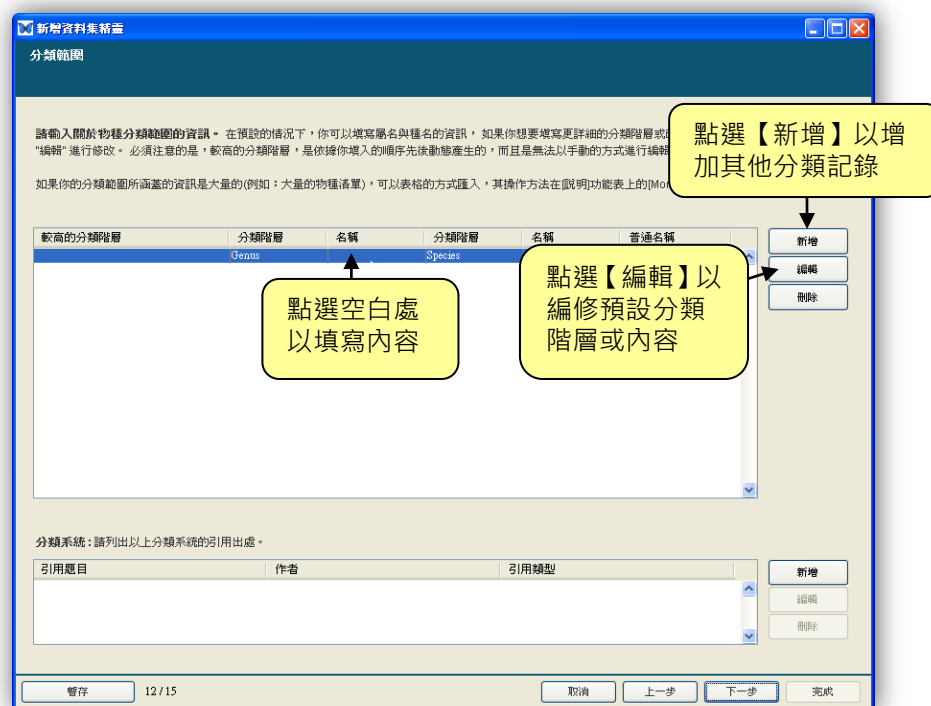 新增資料集精靈
分類範圍
請輸入關於物種分類範圍的資訊。 在預設的情況下，你可以填寫屬名與種名的資訊， 如果你想要填寫更詳細的分類階層或
"編輯" 進行修改。 必須注意的是，較高的分類階層，是依據你填入的順序先後動態產生的，而且是無法以手動的方式進行編輯
如果你的分類範圍所涵蓋的資訊是大量的(例如：大量的物種清單)，可以表格的方式匯入，其操作方法在[說明]功能表上的[Mor
點選【新增】以增
加其他分類記錄
較高的分類階層 分類階層 名稱 分類階層 名稱 普通名稱
新增
Genus Species
編輯
刪除
點選空白處
以填寫內容
點選【編輯】以
編修預設分類
階層或內容
分類系統 : 請列出以上分類系統的引用出處。
引用題目 作者 引用類型
新增
編輯
刪除
暫存 12 / 15 取消 上一步 下一步 完成